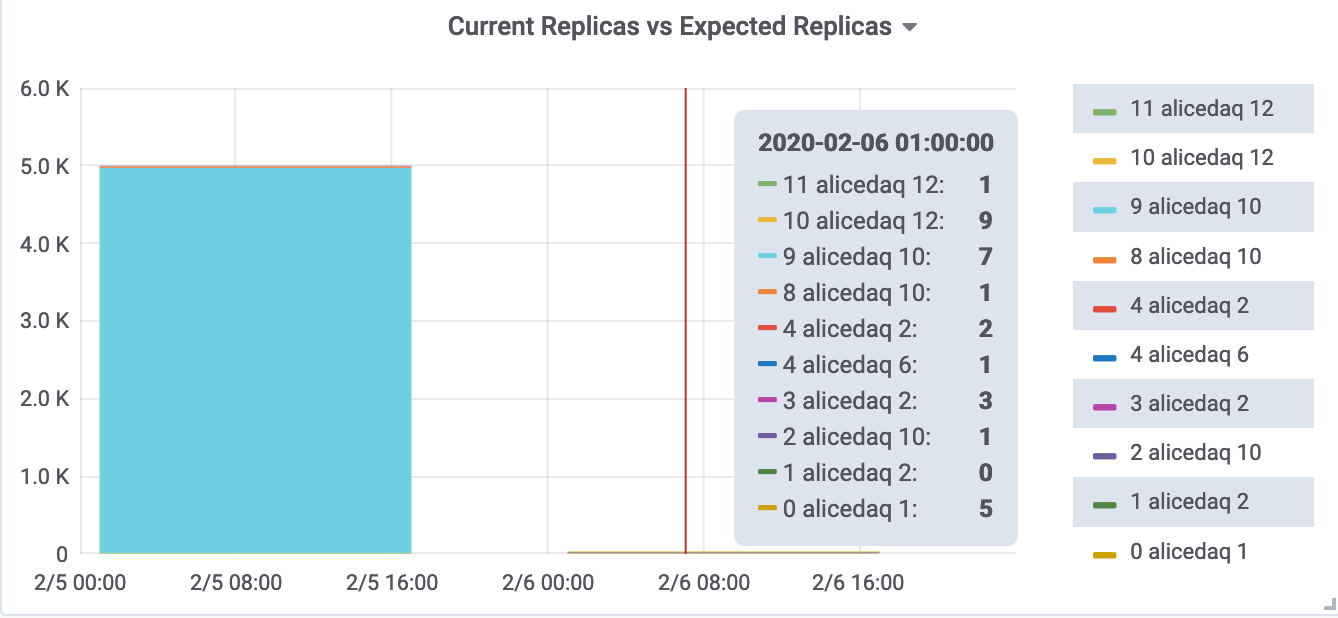 Current Replicas vs Expected Replicas
6.0 K
5.0 K
4.0 K
3.0 K
2.0 K
1.0 K
0
2/5 00:00
2/5 08:00
2/5 16:00
2/6 00:00
2/6 08:00
2/6 16:00
2020-02-06 01:00:00
11 alicedaq 12: 1
10 alicedaq 12: 9
9 alicedaq 10: 7
8 alicedaq 10: 1
4 alicedaq 2: 2
4 alicedaq 6: 1
3 alicedaq 2: 3
2 alicedaq 10: 1
1 alicedaq 2: 0
0 alicedaq 1: 5
11 alicedaq 12
10 alicedaq 12
9 alicedaq 10
8 alicedaq 10
4 alicedaq 2
4 alicedaq 6
3 alicedaq 2
2 alicedaq 10
1 alicedaq 2
0 alicedaq 1